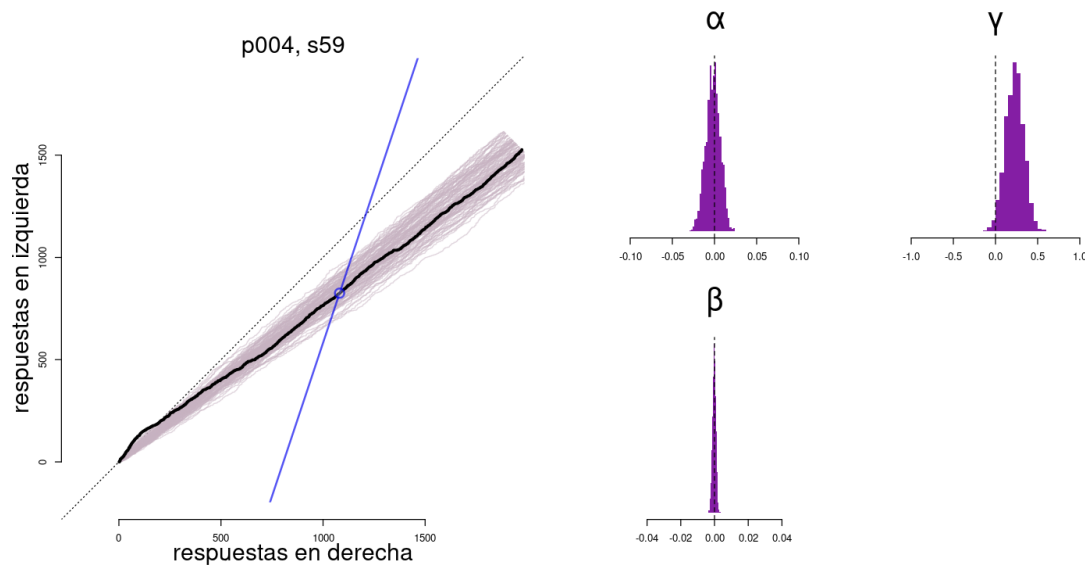 p004, s59
respuestas en izquierda
0
500
1000
1500
0
500
1000
1500
respuestas en derecha
α
-0.10 -0.05 0.00 0.05 0.10
γ
-1.0 -0.5 0.0 0.5 1.0
β
-0.04 -0.02 0.00 0.02 0.04